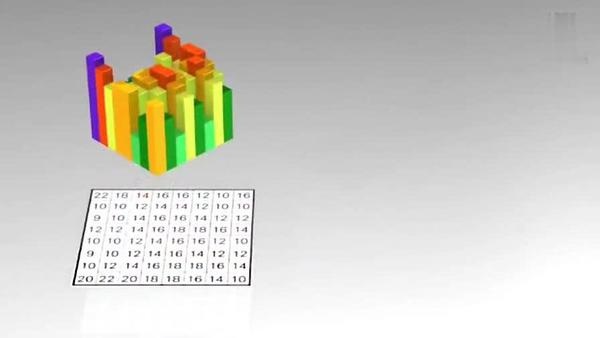 22 18 14 16 16 12 10 16
10 10 12 14 14 12 10 10
9 10 14 16 16 14 12 12
12 12 14 16 18 18 16 14
10 10 12 14 16 16 12 10
9 10 12 14 16 14 12 12
10 12 14 16 18 18 16 14
20 22 20 18 18 16 14 10